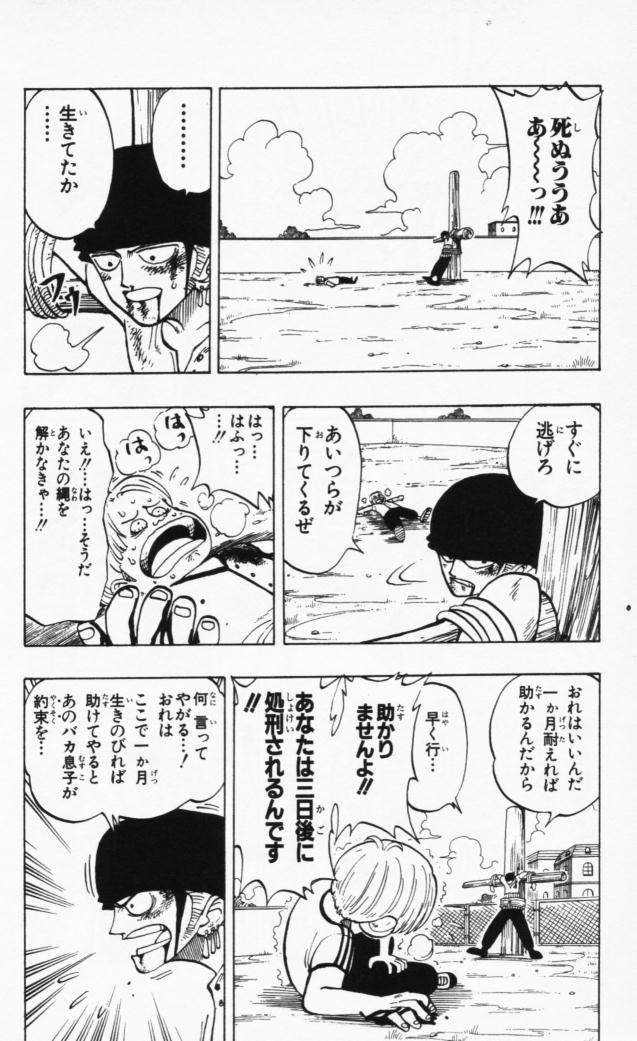 死ぬううあ
あ～～～っ!!!
………
生きてたか
……
すぐに
逃げろ
あいつらが
下りてくるぜ
はっ…
はふっ…
…!!
はっ
はっ
いえ!!…はっ…そうだ
あなたの縄を
解かなきゃ…!!
おれはいいんだ
一か月耐えれば
助かるんだから
早く行…
助かり
ませんよ!!
あなたは三日後に
処刑されるんです
!!
何言って
やがる…!
おれは
ここで一か月
生きのびれば
助けてやると
あのバカ息子が
約束を…